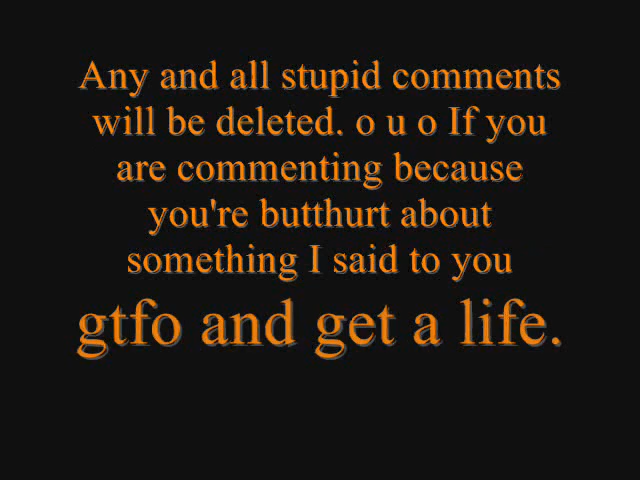 Any and all stupid comments
will be deleted. o u o If you
are commenting because
you're butthurt about
something I said to you
gtfo and get a life.